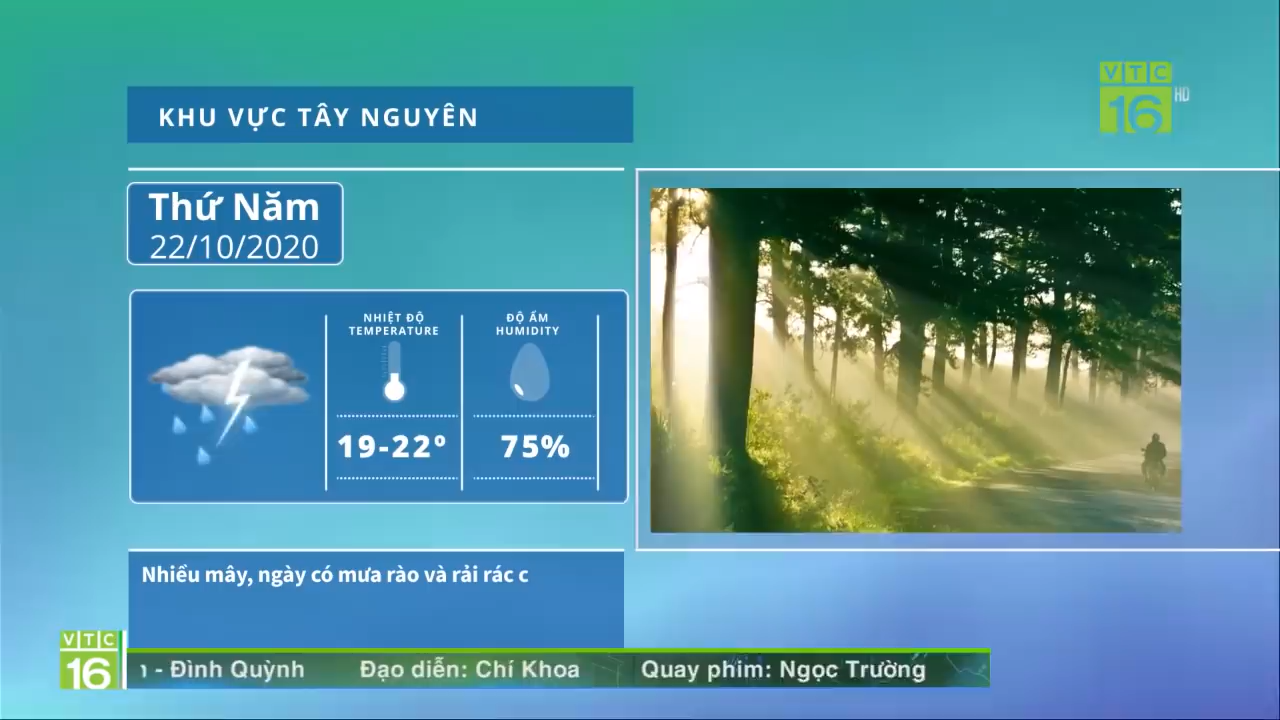 VTC
16 HD
KHU VỰC TÂY NGUYÊN
Thứ Năm
22/10/2020
NHIỆT ĐỘ
TEMPERATURE
19-22º
ĐỘ ẨM
HUMIDITY
75%
Nhiều mây, ngày có mưa rào và rải rác c
VTC
16
- Đình Quỳnh Đạo diễn: Chí Khoa Quay phim: Ngọc Trường